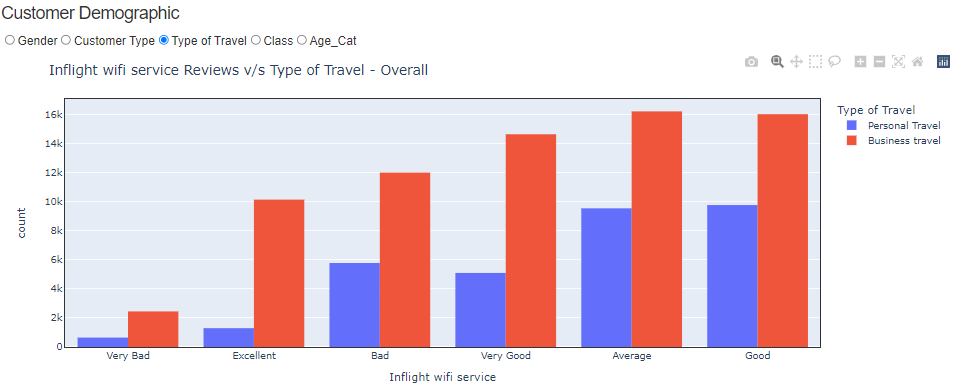 Customer Demographic
Gender Customer Type Type of Travel Class Age_Cat
Inflight wifi service Reviews v/s Type of Travel - Overall
Type of Travel
Personal Travel
Business travel
16k
14k
12k
10k
8k
6k
4k
2k
0
count
Very Bad Excellent Bad Very Good Average Good
Inflight wifi service